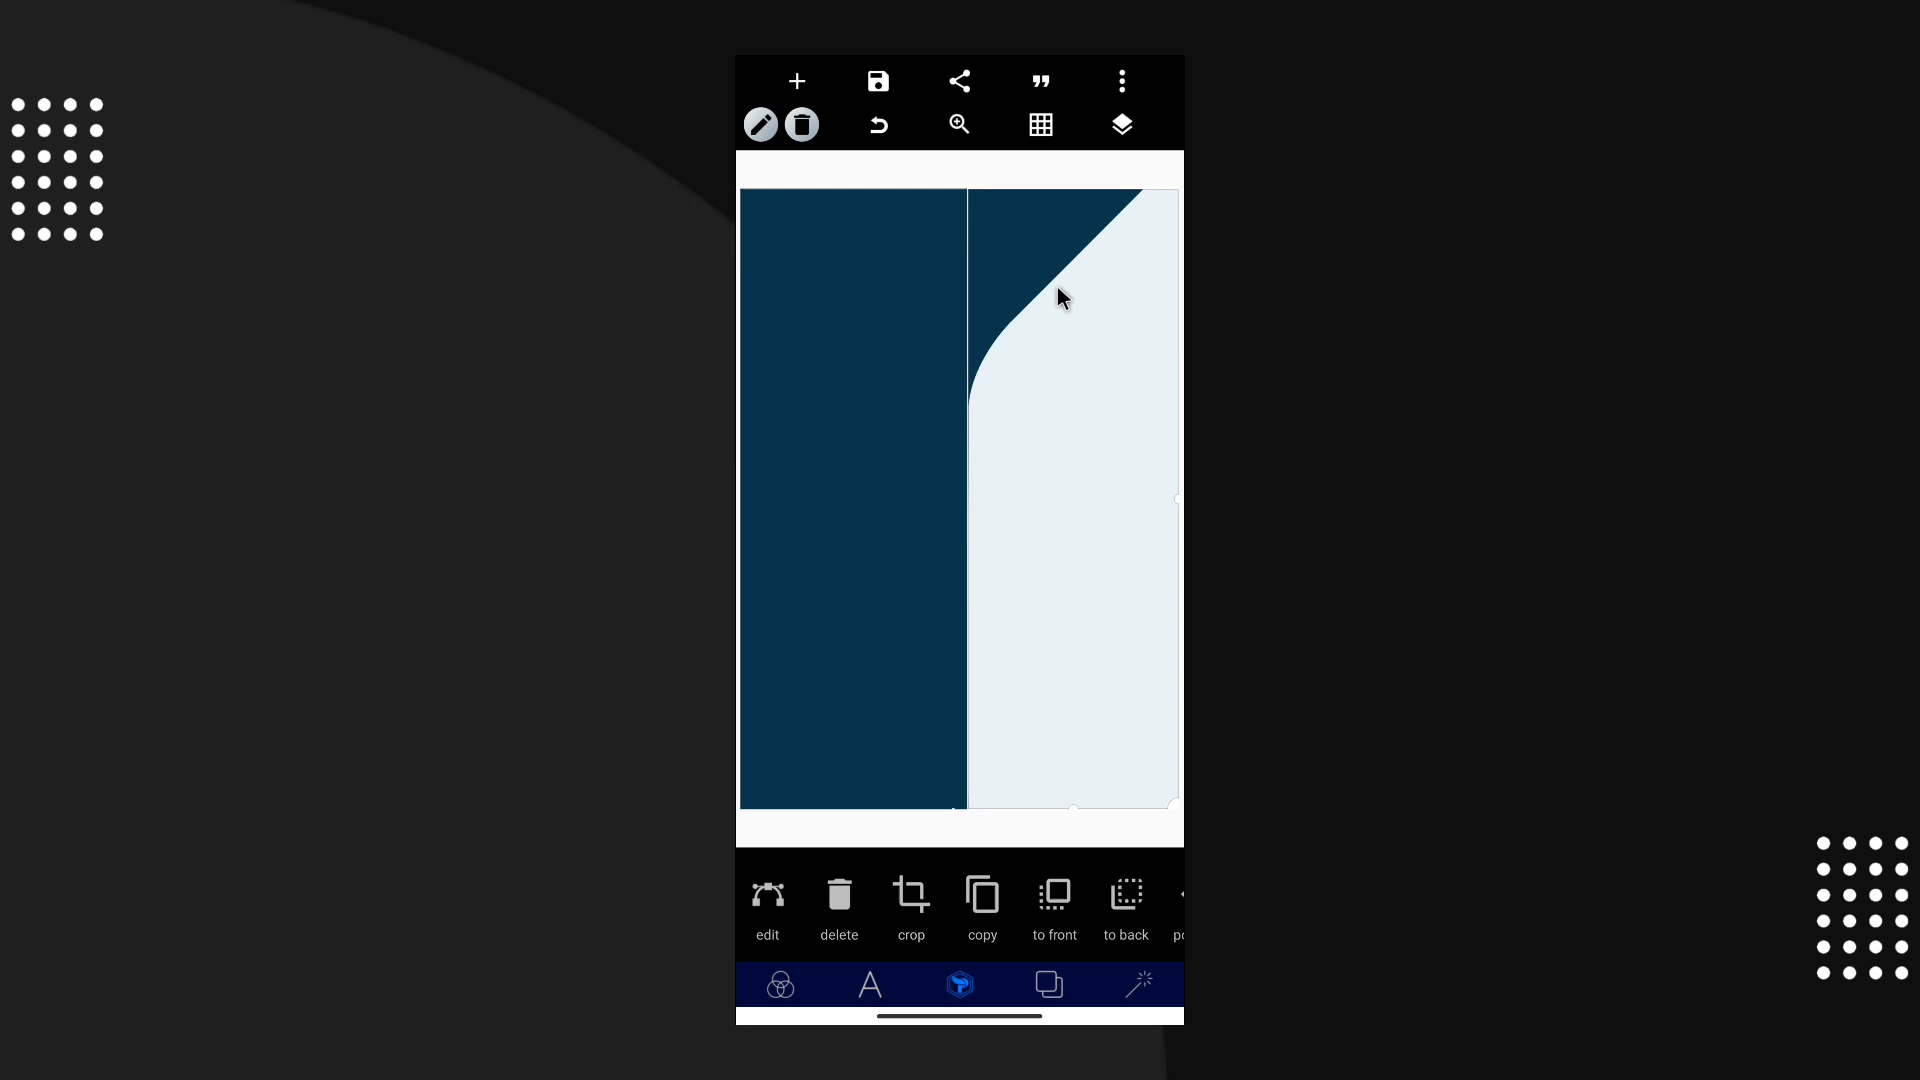 edit
delete
crop
copy
to front
to back